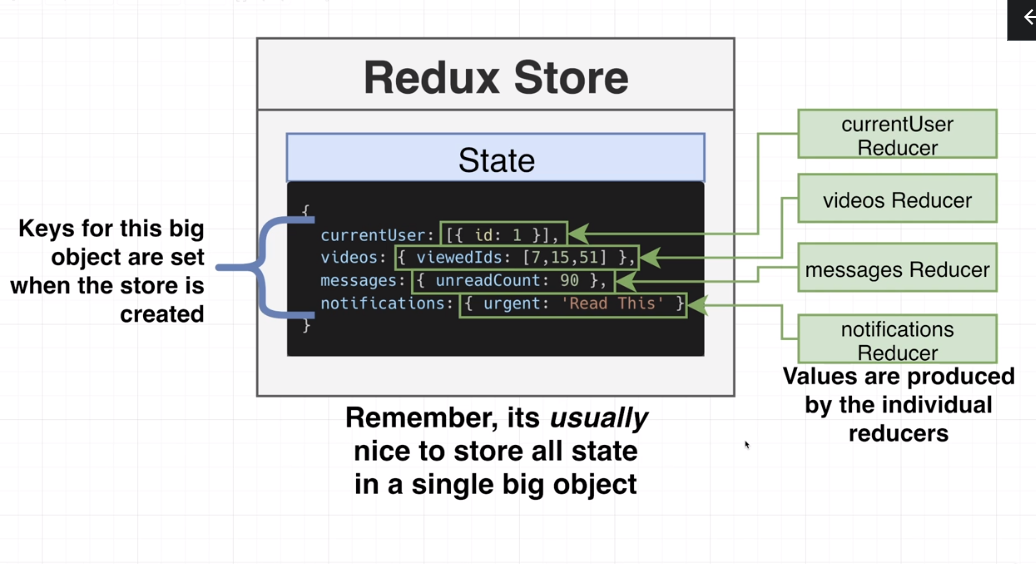 Redux Store
State
{
currentUser: [{ id: 1 }],
videos: { viewedIds: [7,15,51] },
messages: { unreadCount: 90 },
notifications: { urgent: 'Read This' }
}
Keys for this big
object are set
when the store is
created
currentUser
Reducer
videos Reducer
messages Reducer
notifications
Reducer
Values are produced
by the individual
reducers
Remember, its usually
nice to store all state
in a single big object